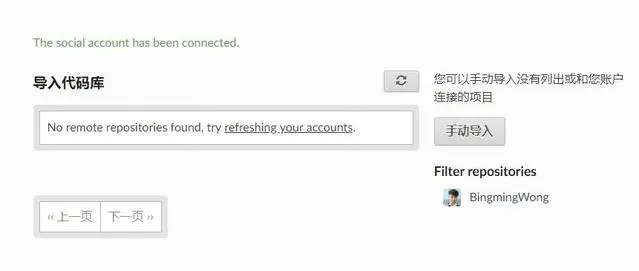 The social account has been connected.
导入代码库
No remote repositories found, try refreshing your accounts.
‹‹ 上一页 下一页 ››
您可以手动导入没有列出或和您账户
连接的项目
手动导入
Filter repositories
BingmingWong